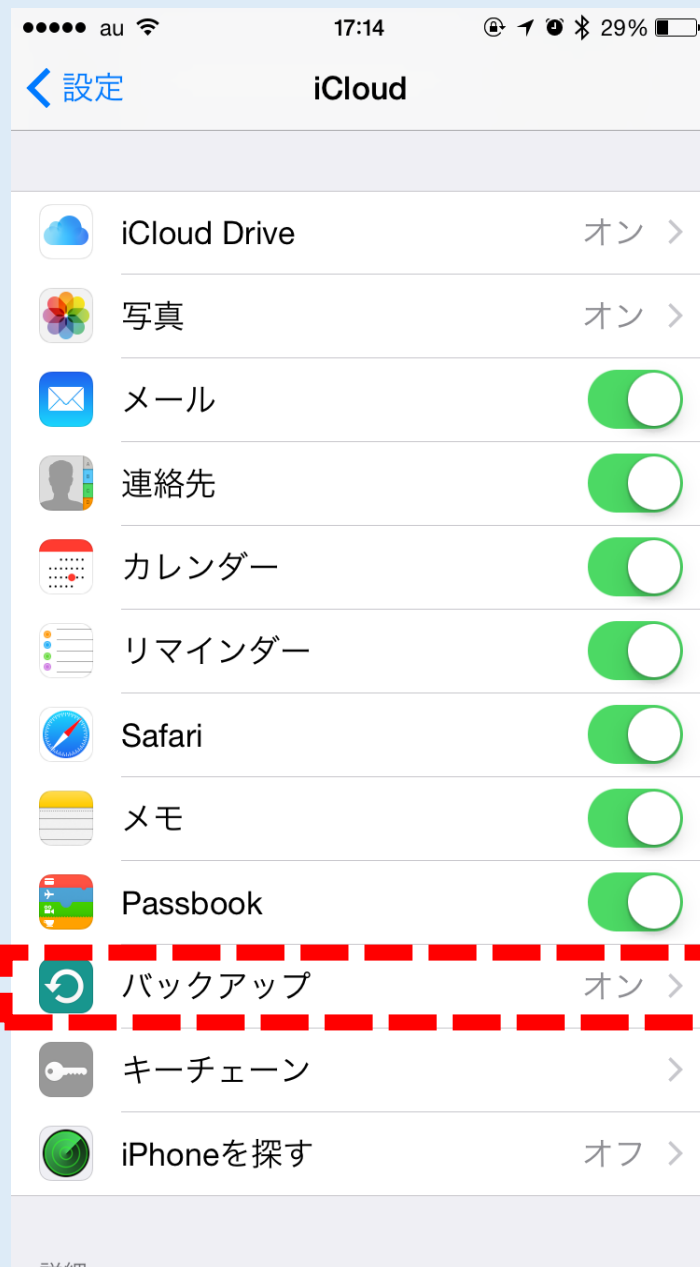 au 17:14 29%
設定 iCloud
iCloud Drive オン
写真 オン
メール
連絡先
カレンダー
リマインダー
Safari
メモ
Passbook
バックアップ オン
キーチェーン
iPhoneを探す オフ
詳細